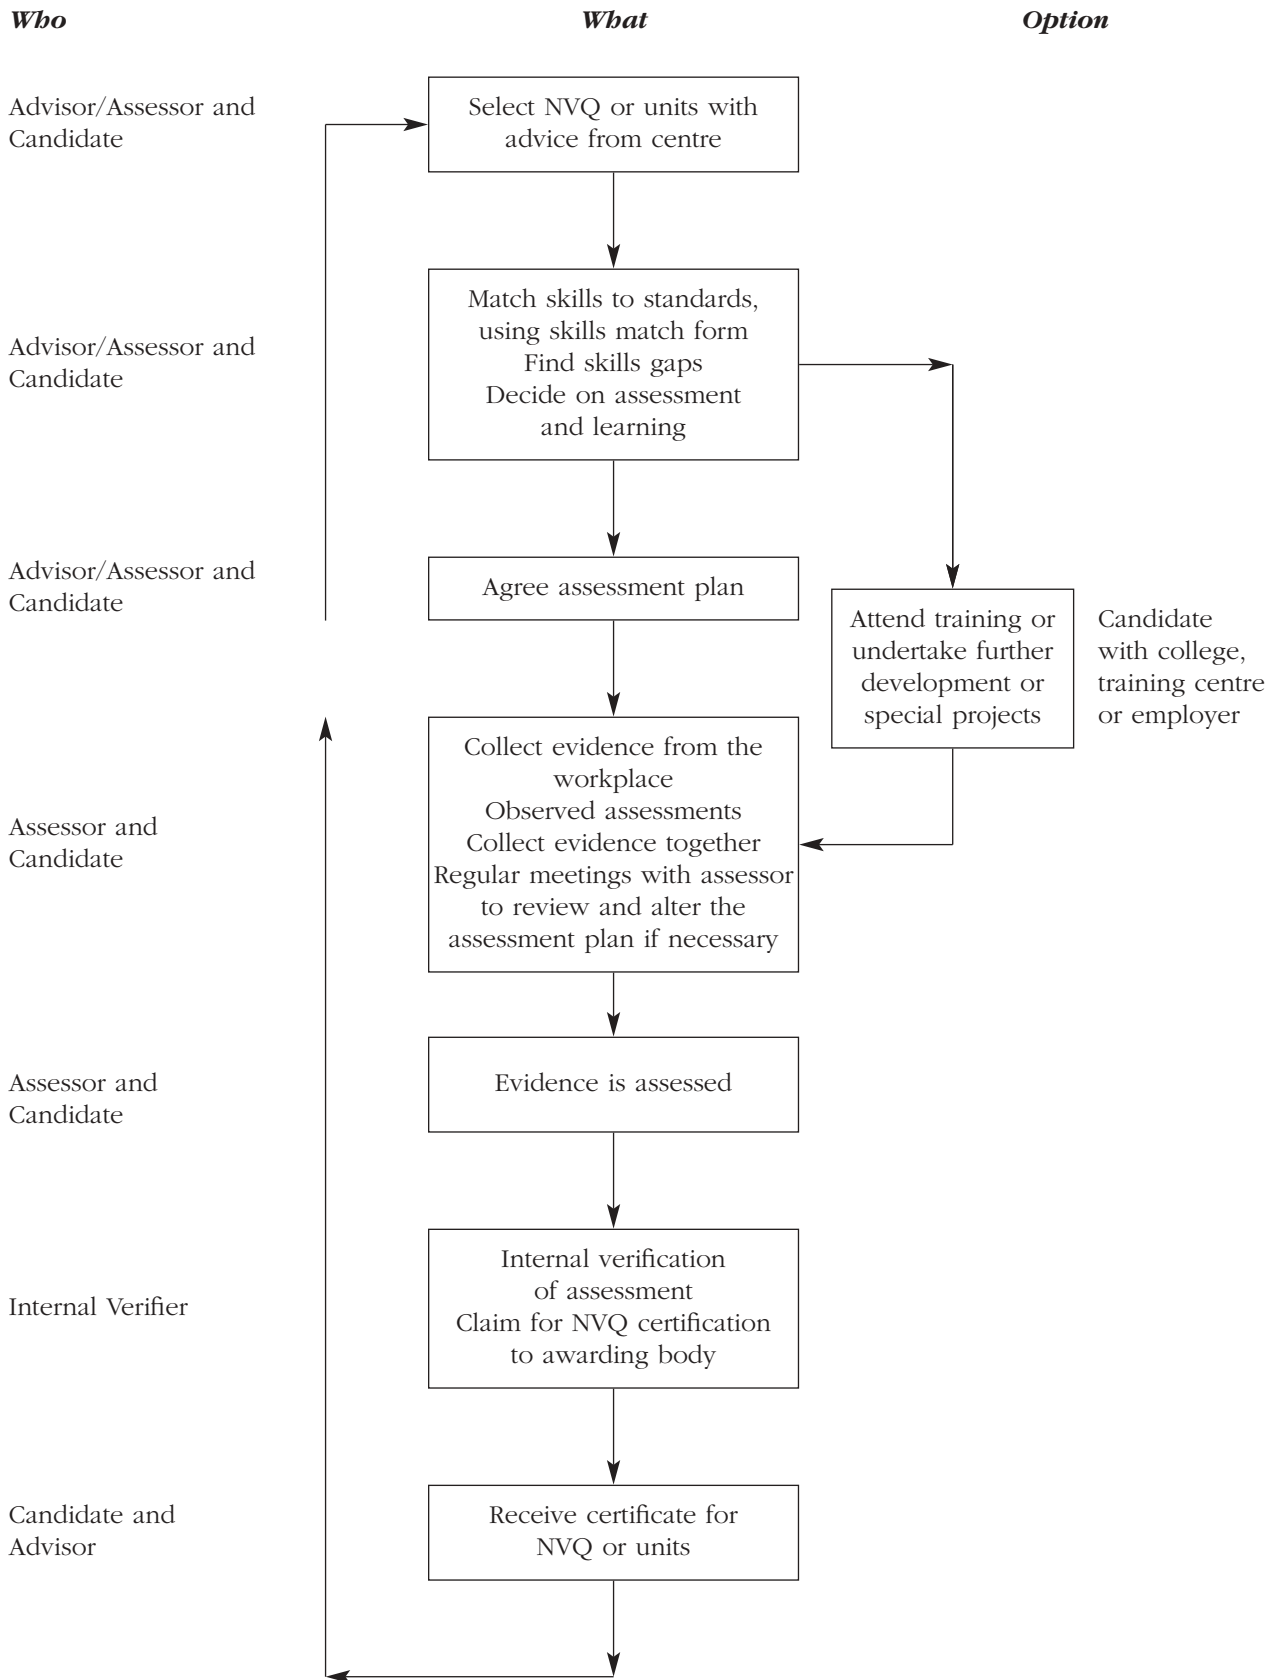 Who
What
Option
Advisor/Assessor and
Candidate
Select NVQ or units with
advice from centre
Advisor/Assessor and
Candidate
Match skills to standards,
using skills match form
Find skills gaps
Decide on assessment
and learning
Advisor/Assessor and
Candidate
Agree assessment plan
Attend training or
undertake further
development or
special projects
Candidate
with college,
training centre
or employer
Assessor and
Candidate
Collect evidence from the
workplace
Observed assessments
Collect evidence together
Regular meetings with assessor
to review and alter the
assessment plan if necessary
Assessor and
Candidate
Evidence is assessed
Internal Verifier
Internal verification
of assessment
Claim for NVQ certification
to awarding body
Candidate and
Advisor
Receive certificate for
NVQ or units